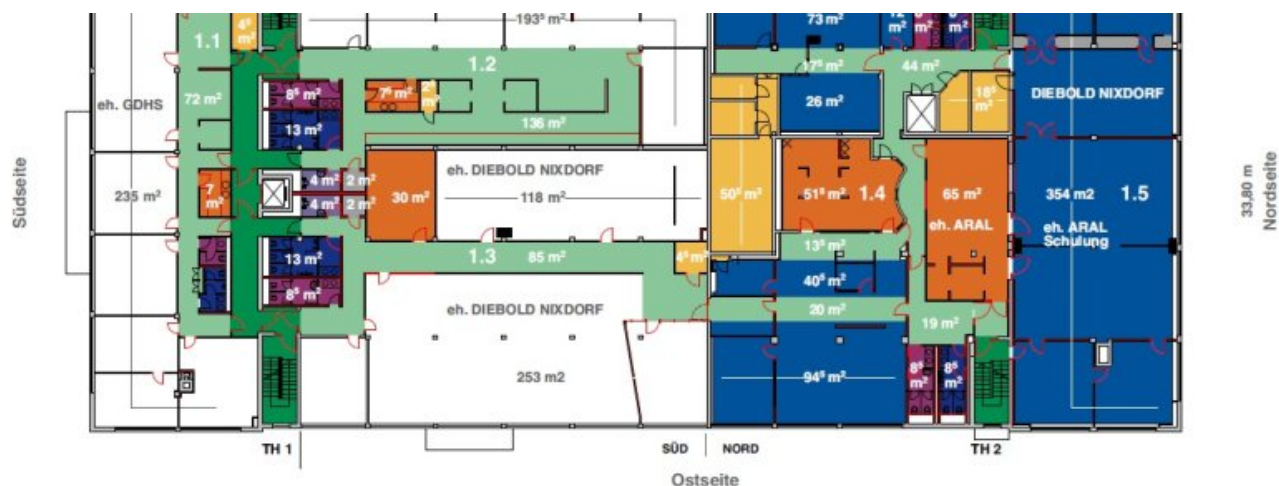 193⁵ m²
73 m²
12 m²
1.1
4⁵ m²
1.2
17⁵ m²
44 m²
eh. GDHS
72 m²
8⁵ m²
7⁵ m²
2⁵ m²
26 m²
18⁵ m²
DIEBOLD NIXDORF
13 m²
136 m²
Südseite
235 m²
7 m²
4 m²
2 m²
4 m²
2 m²
30 m²
eh. DIEBOLD NIXDORF
118 m²
50⁵ m²
51⁵ m²
1.4
65 m²
eh. ARAL
354 m2
1.5
eh. ARAL
Schulung
33,80 m
Nordseite
13 m²
8⁵ m²
1.3
85 m²
4⁵ m²
13⁵ m²
40⁵ m²
20 m²
19 m²
eh. DIEBOLD NIXDORF
253 m2
94⁵ m²
8⁵ m²
8⁵ m²
TH 1
SÜD
NORD
TH 2
Ostseite